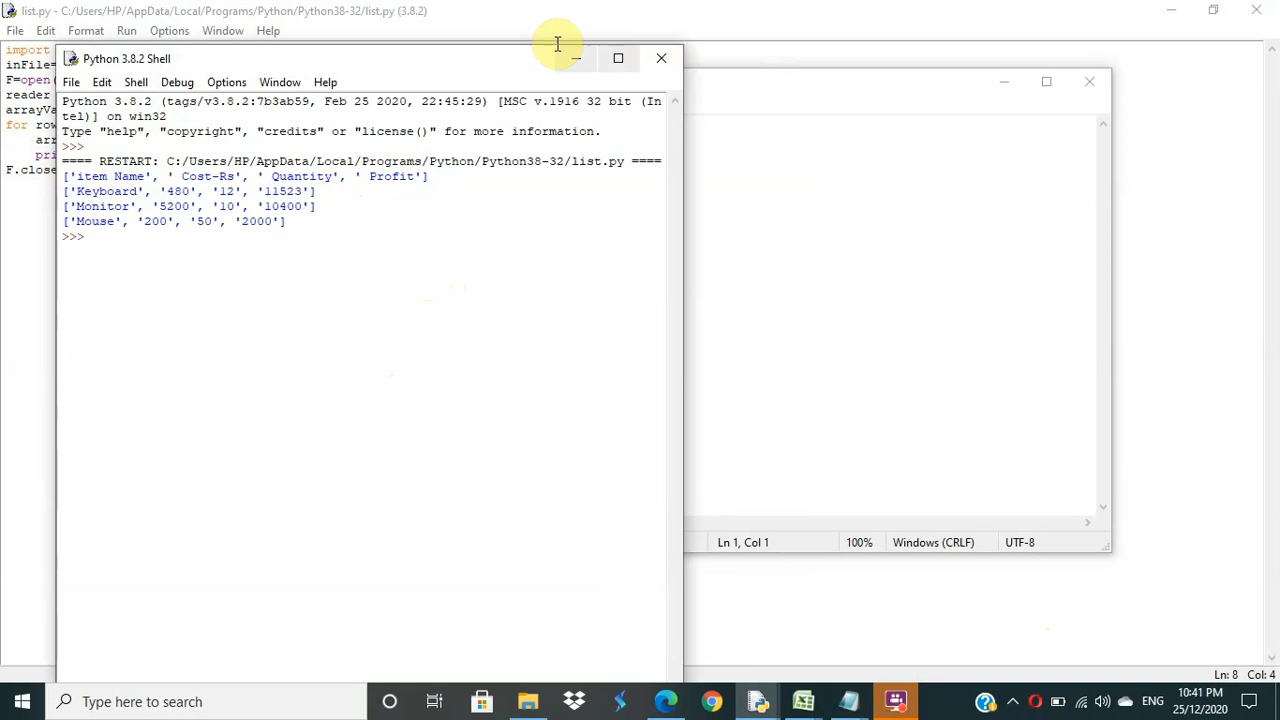 list.py - C:/Users/HP/AppData/Local/Programs/Python/Python38-32/list.py (3.8.2)
File Edit Format Run Options Window Help
import
inFile=
F=open(
reader
arrayVa
for row
arr
pri
F.close
Python 3.8.2 Shell
File Edit Shell Debug Options Window Help
Python 3.8.2 (tags/v3.8.2:7b3ab59, Feb 25 2020, 22:45:29) [MSC v.1916 32 bit (In
tel)] on win32
Type "help", "copyright", "credits" or "license()" for more information.
>>>
==== RESTART: C:/Users/HP/AppData/Local/Programs/Python/Python38-32/list.py ====
['item Name', ' Cost-Rs', ' Quantity', ' Profit']
['Keyboard', '480', '12', '11523']
['Monitor', '5200', '10', '10400']
['Mouse', '200', '50', '2000']
>>>
Ln 1, Col 1 100% Windows (CRLF) UTF-8
Ln: 8 Col: 4
Type here to search
ENG
10:41 PM
25/12/2020